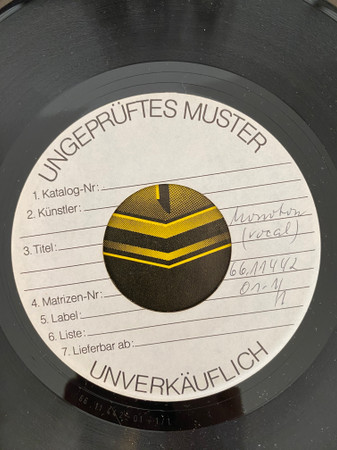 UNGEPRÜFTES MUSTER
1. Katalog-Nr:
2. Künstler:
Monoton
3. Titel:
(vocal)
66.11442
4. Matrizen-Nr:
01-1/1
5. Label:
6. Liste:
7. Lieferbar ab:
UNVERKÄUFLICH